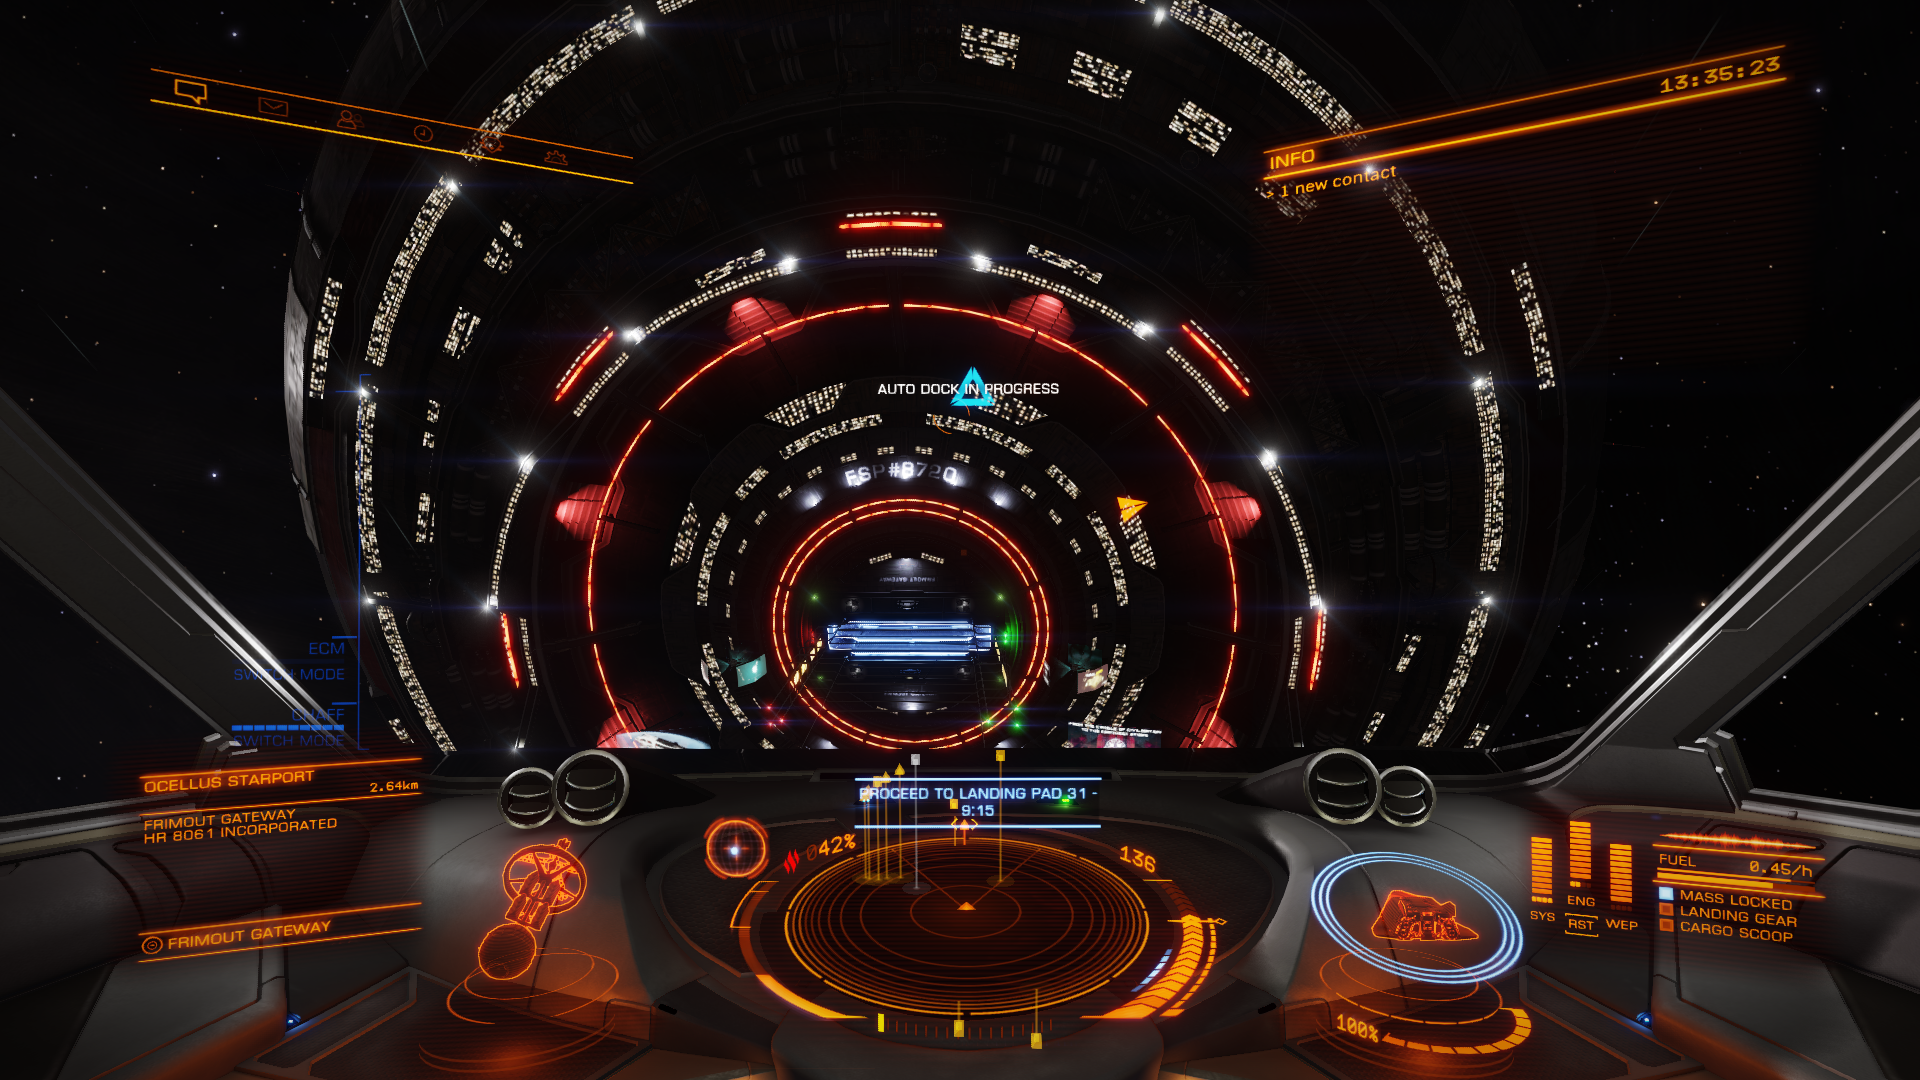 13:35:23
INFO
1 new contact
AUTO DOCK IN PROGRESS
ECM
SWITCH MODE
CHAFF
SWITCH MODE
OCELLUS STARPORT
2.64km
FRIMOUT GATEWAY
HR 8061 INCORPORATED
FRIMOUT GATEWAY
PROCEED TO LANDING PAD 31 -
9:15
042%
136
100%
SYS
ENG
RST
WEP
FUEL
0.45/h
MASS LOCKED
LANDING GEAR
CARGO SCOOP